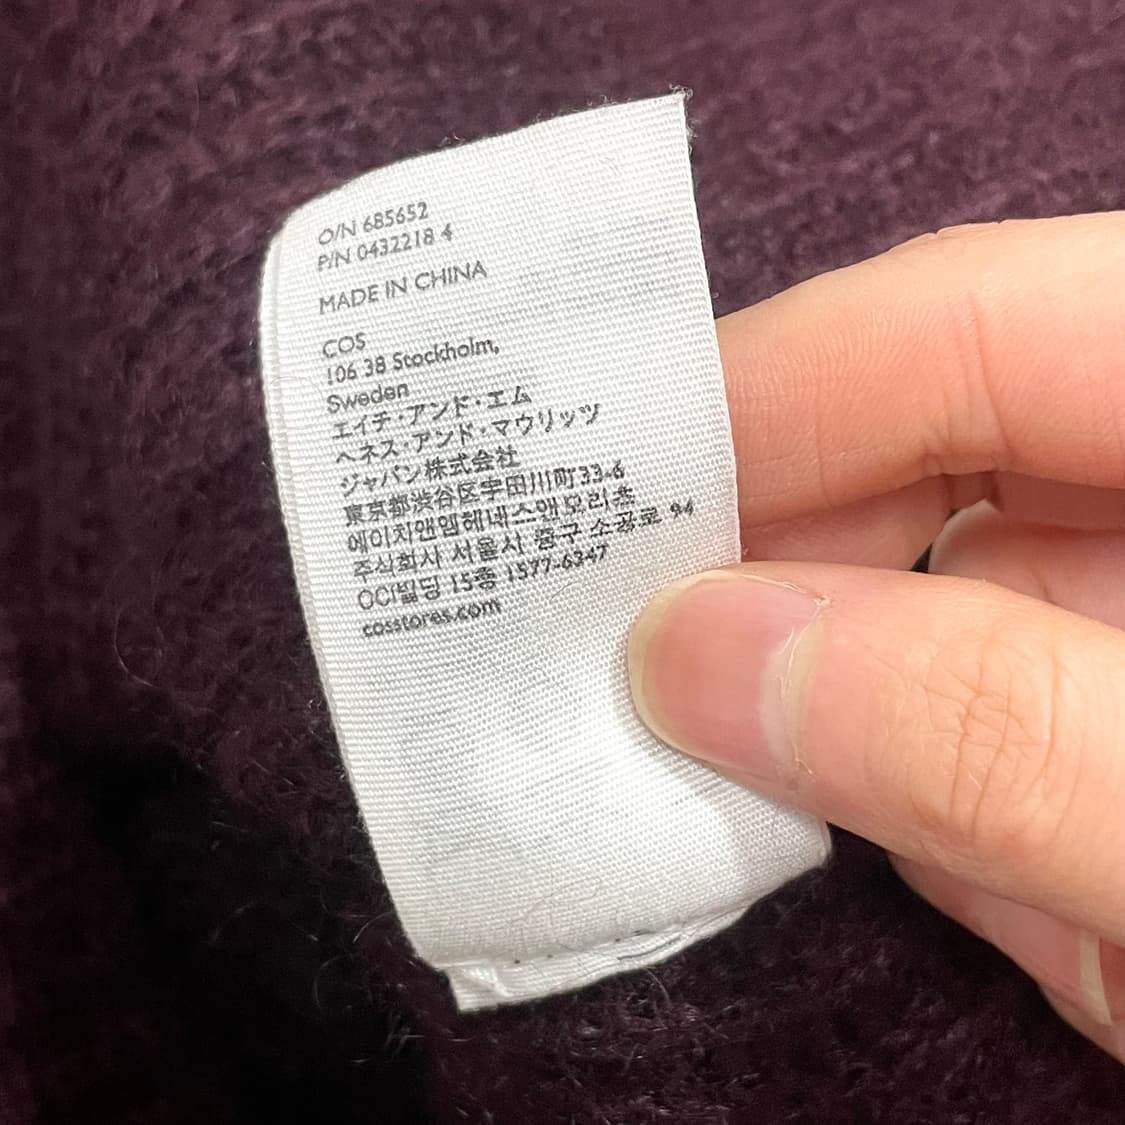 O/N 685652
P/N 0432218 4
MADE IN CHINA
COS
106 38 Stockholm,
Sweden
エイチ・アンド・エム
ヘネス・アンド・マウリッツ
ジャパン株式会社
東京都渋谷区宇田川町33-6
에이치앤엠헤네스앤모리츠
주식회사 서울시 중구 소공로 94
OCI빌딩 15층 1577-6347
cosstores.com